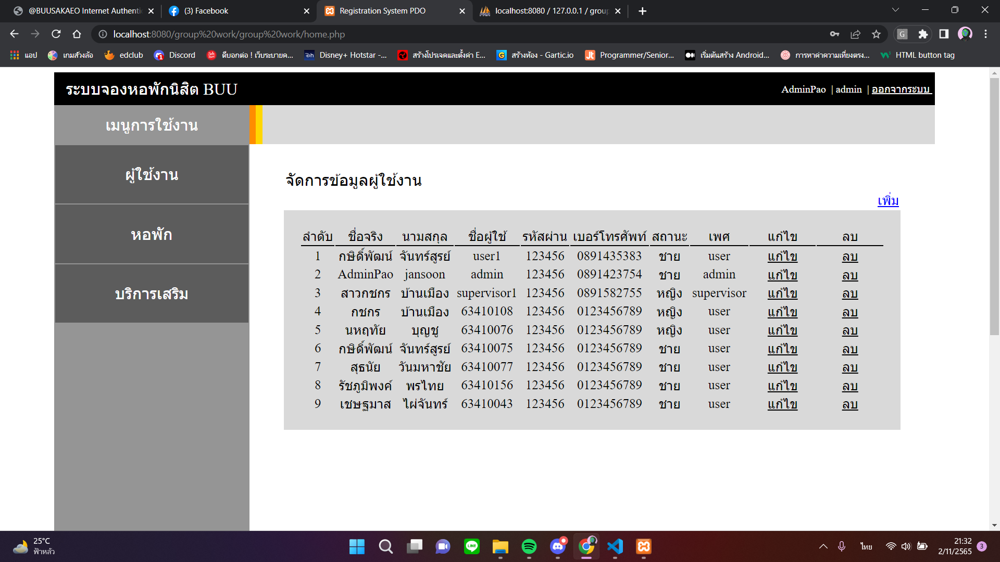 @BUUSAKAEO Internet Authenti
(3) Facebook
Registration System PDO
localhost:8080 / 127.0.0.1 / group
localhost:8080/group%20work/group%20work/home.php
G
แอป
เกมส์วงล้อ
edclub
Discord
ดีบอกต่อ ! เว็บระบายค...
Disney+ Hotstar -...
สร้างโปรเจคและตั้งค่า E...
สร้างห้อง - Gartic.io
Programmer/Senior...
เริ่มต้นสร้าง Android...
การหาค่าความเที่ยงตรง...
HTML button tag
ระบบจองหอพักนิสิต BUU
AdminPao | admin | ออกจากระบบ
เมนูการใช้งาน
ผู้ใช้งาน
หอพัก
บริการเสริม
จัดการข้อมูลผู้ใช้งาน
เพิ่ม
ลำดับ ชื่อจริง นามสกุล ชื่อผู้ใช้ รหัสผ่าน เบอร์โทรศัพท์ สถานะ เพศ แก้ไข ลบ
1 กษิดิ์พัฒน์ จันทร์สูรย์ user1 123456 0891435383 ชาย user แก้ไข ลบ
2 AdminPao jansoon admin 123456 0891423754 ชาย admin แก้ไข ลบ
3 สาวกชกร บ้านเมือง supervisor1 123456 0891582755 หญิง supervisor แก้ไข ลบ
4 กชกร บ้านเมือง 63410108 123456 0123456789 หญิง user แก้ไข ลบ
5 นหฤทัย บุญชู 63410076 123456 0123456789 หญิง user แก้ไข ลบ
6 กษิดิ์พัฒน์ จันทร์สูรย์ 63410075 123456 0123456789 ชาย user แก้ไข ลบ
7 สุธนัย วันมหาชัย 63410077 123456 0123456789 ชาย user แก้ไข ลบ
8 รัชภูมิพงค์ พรไทย 63410156 123456 0123456789 ชาย user แก้ไข ลบ
9 เชษฐมาส ไผ่จันทร์ 63410043 123456 0123456789 ชาย user แก้ไข ลบ
25°C
ฟ้าหลัว
ไทย
21:32
2/11/2565
3